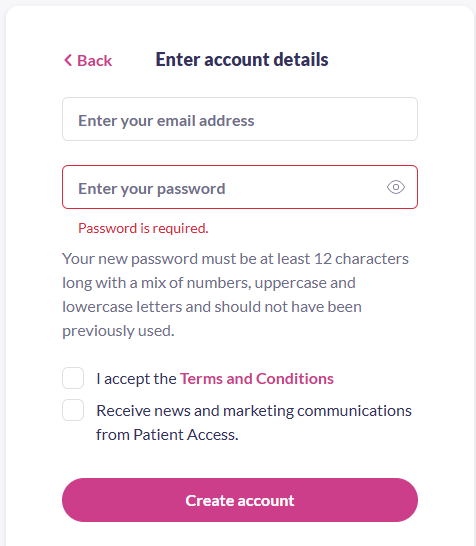 Back
Enter account details
Enter your email address
Enter your password
Password is required.
Your new password must be at least 12 characters
long with a mix of numbers, uppercase and
lowercase letters and should not have been
previously used.
I accept the Terms and Conditions
Receive news and marketing communications
from Patient Access.
Create account